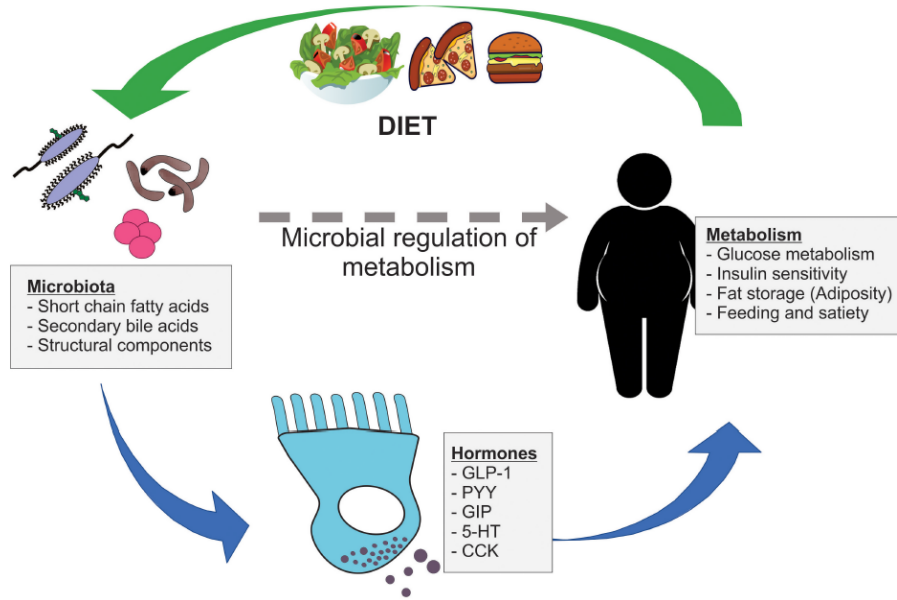 DIET
Microbial regulation of
metabolism
Microbiota
- Short chain fatty acids
- Secondary bile acids
- Structural components
Metabolism
- Glucose metabolism
- Insulin sensitivity
- Fat storage (Adiposity)
- Feeding and satiety
Hormones
- GLP-1
- PYY
- GIP
- 5-HT
- CCK